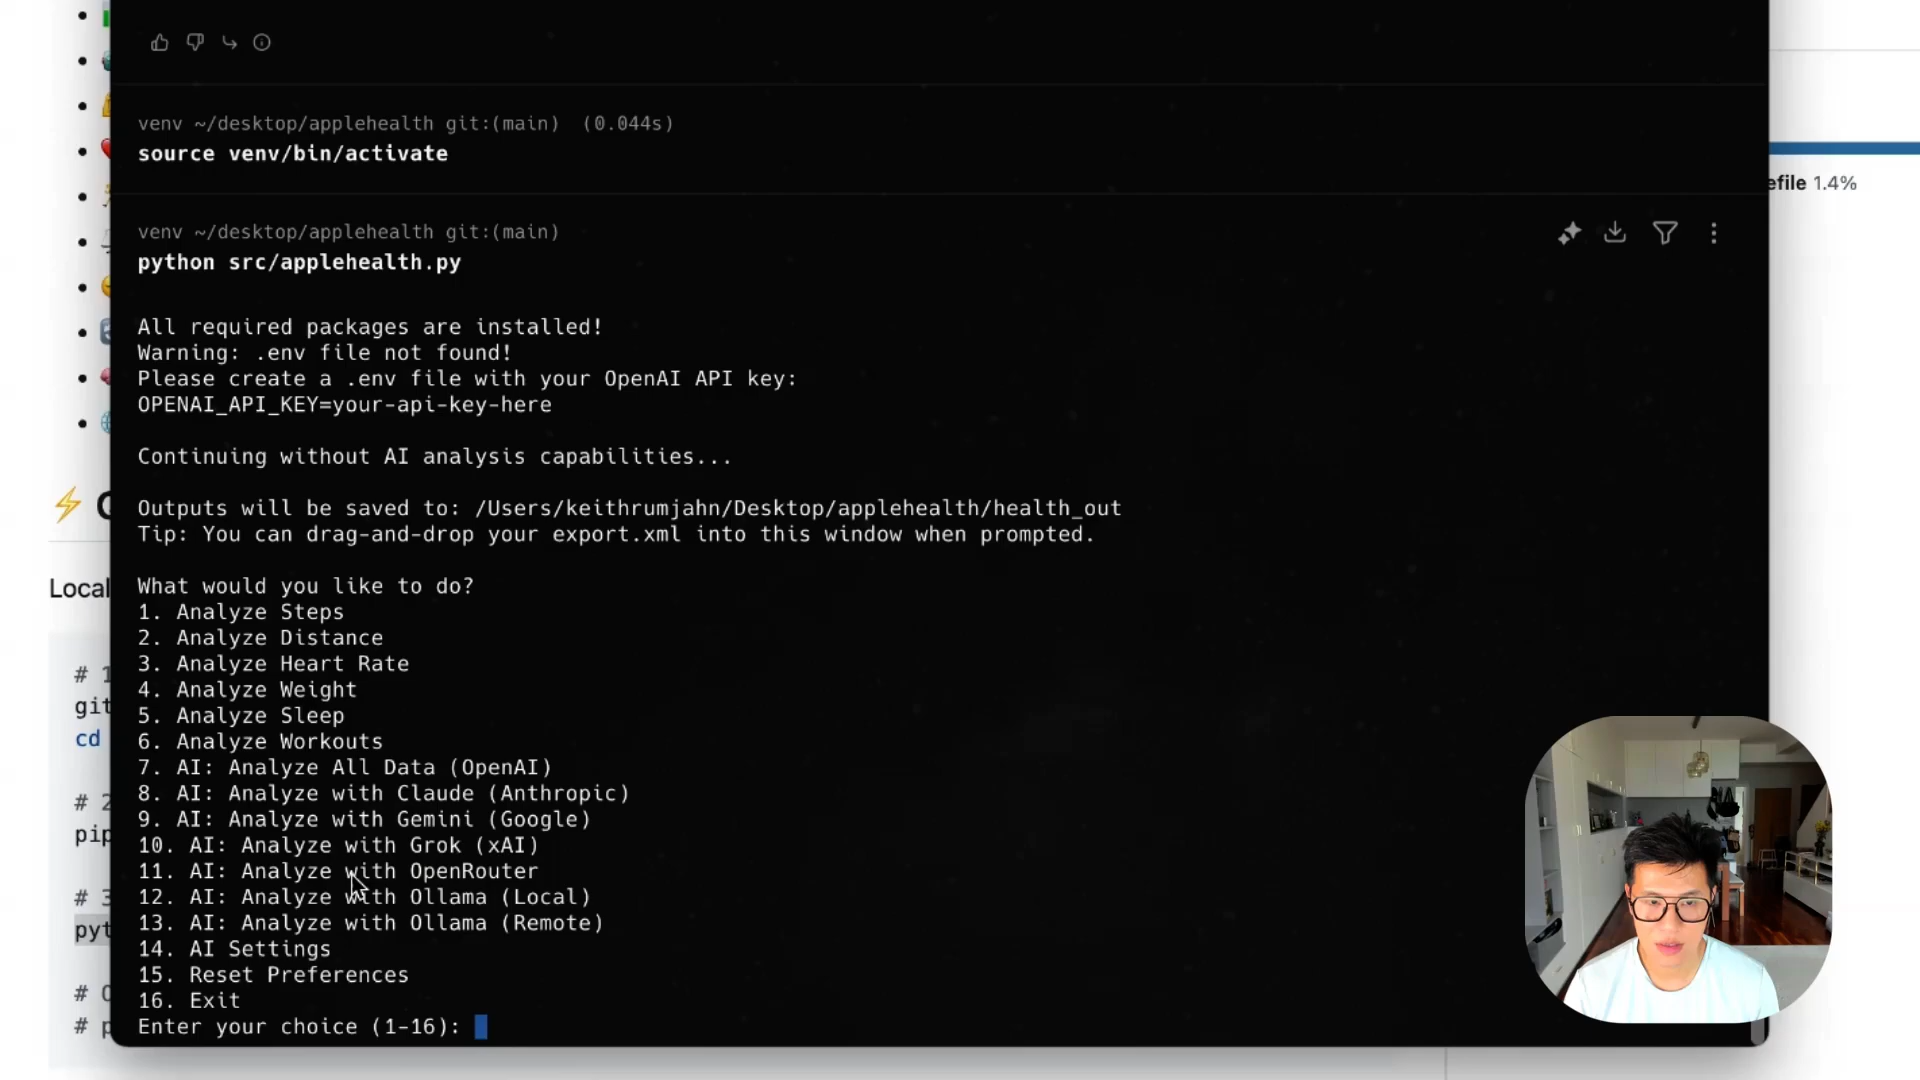 venv ~/desktop/applehealth git:(main)  (0.044s)
source venv/bin/activate
efile 1.4%
venv ~/desktop/applehealth git:(main)
python src/applehealth.py
All required packages are installed!
Warning: .env file not found!
Please create a .env file with your OpenAI API key:
OPENAI_API_KEY=your-api-key-here
Continuing without AI analysis capabilities...
Outputs will be saved to: /Users/keithrumjahn/Desktop/applehealth/health_out
Tip: You can drag-and-drop your export.xml into this window when prompted.
What would you like to do?
Local
1. Analyze Steps
2. Analyze Distance
3. Analyze Heart Rate
# 1
4. Analyze Weight
git
5. Analyze Sleep
cd
6. Analyze Workouts
7. AI: Analyze All Data (OpenAI)
8. AI: Analyze with Claude (Anthropic)
# 2
9. AI: Analyze with Gemini (Google)
pip
10. AI: Analyze with Grok (xAI)
11. AI: Analyze with OpenRouter
12. AI: Analyze with Ollama (Local)
# 3
13. AI: Analyze with Ollama (Remote)
pyt
14. AI Settings
15. Reset Preferences
16. Exit
# O
Enter your choice (1-16):
# p